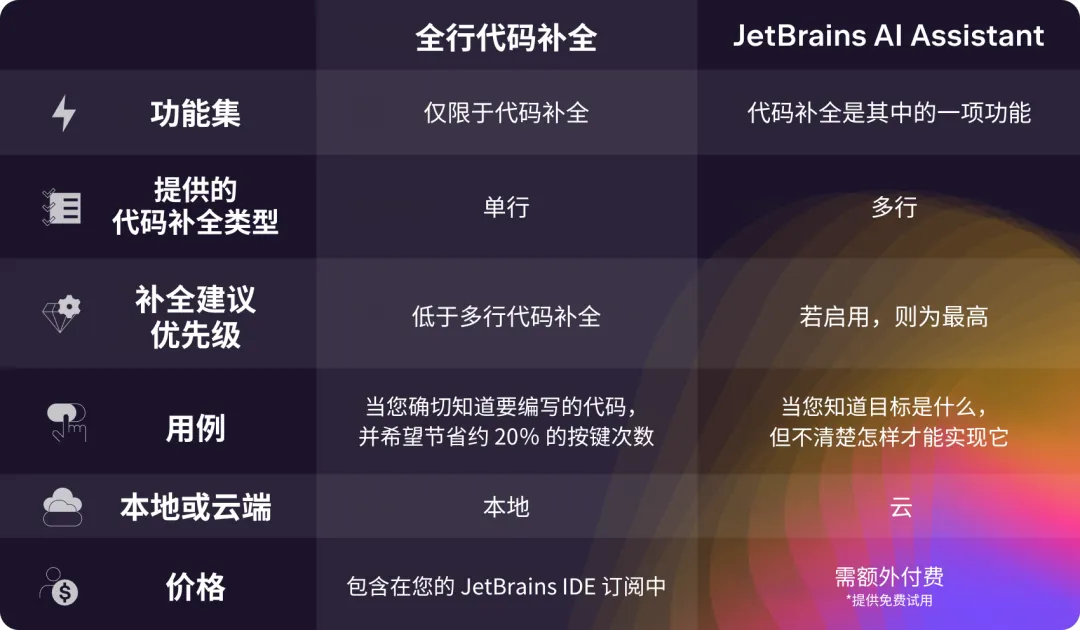 全行代码补全
JetBrains AI Assistant
功能集
仅限于代码补全
代码补全是其中的一项功能
提供的
代码补全类型
单行
多行
补全建议
优先级
低于多行代码补全
若启用，则为最高
用例
当您确切知道要编写的代码，
并希望节省约 20% 的按键次数
当您知道目标是什么，
但不清楚怎样才能实现它
本地或云端
本地
云
价格
包含在您的 JetBrains IDE 订阅中
需额外付费
*提供免费试用